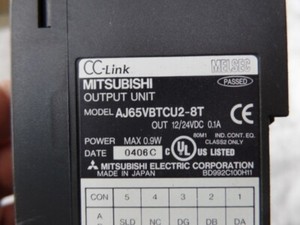 CC-Link MELSEC
MITSUBISHI PASSED
OUTPUT UNIT
MODEL AJ65VBTCU2-8T
OUT 12/24VDC 0.1A
POWER MAX 0.9W 80M1 IND. CONT. EQ.
CLASS2 ONLY
DATE 0406C C UL US LISTED
MITSUBISHI ELECTRIC CORPORATION
MADE IN JAPAN BD992C100H11
CON 5 4 3 2 1
A SLD NC DG DB DA